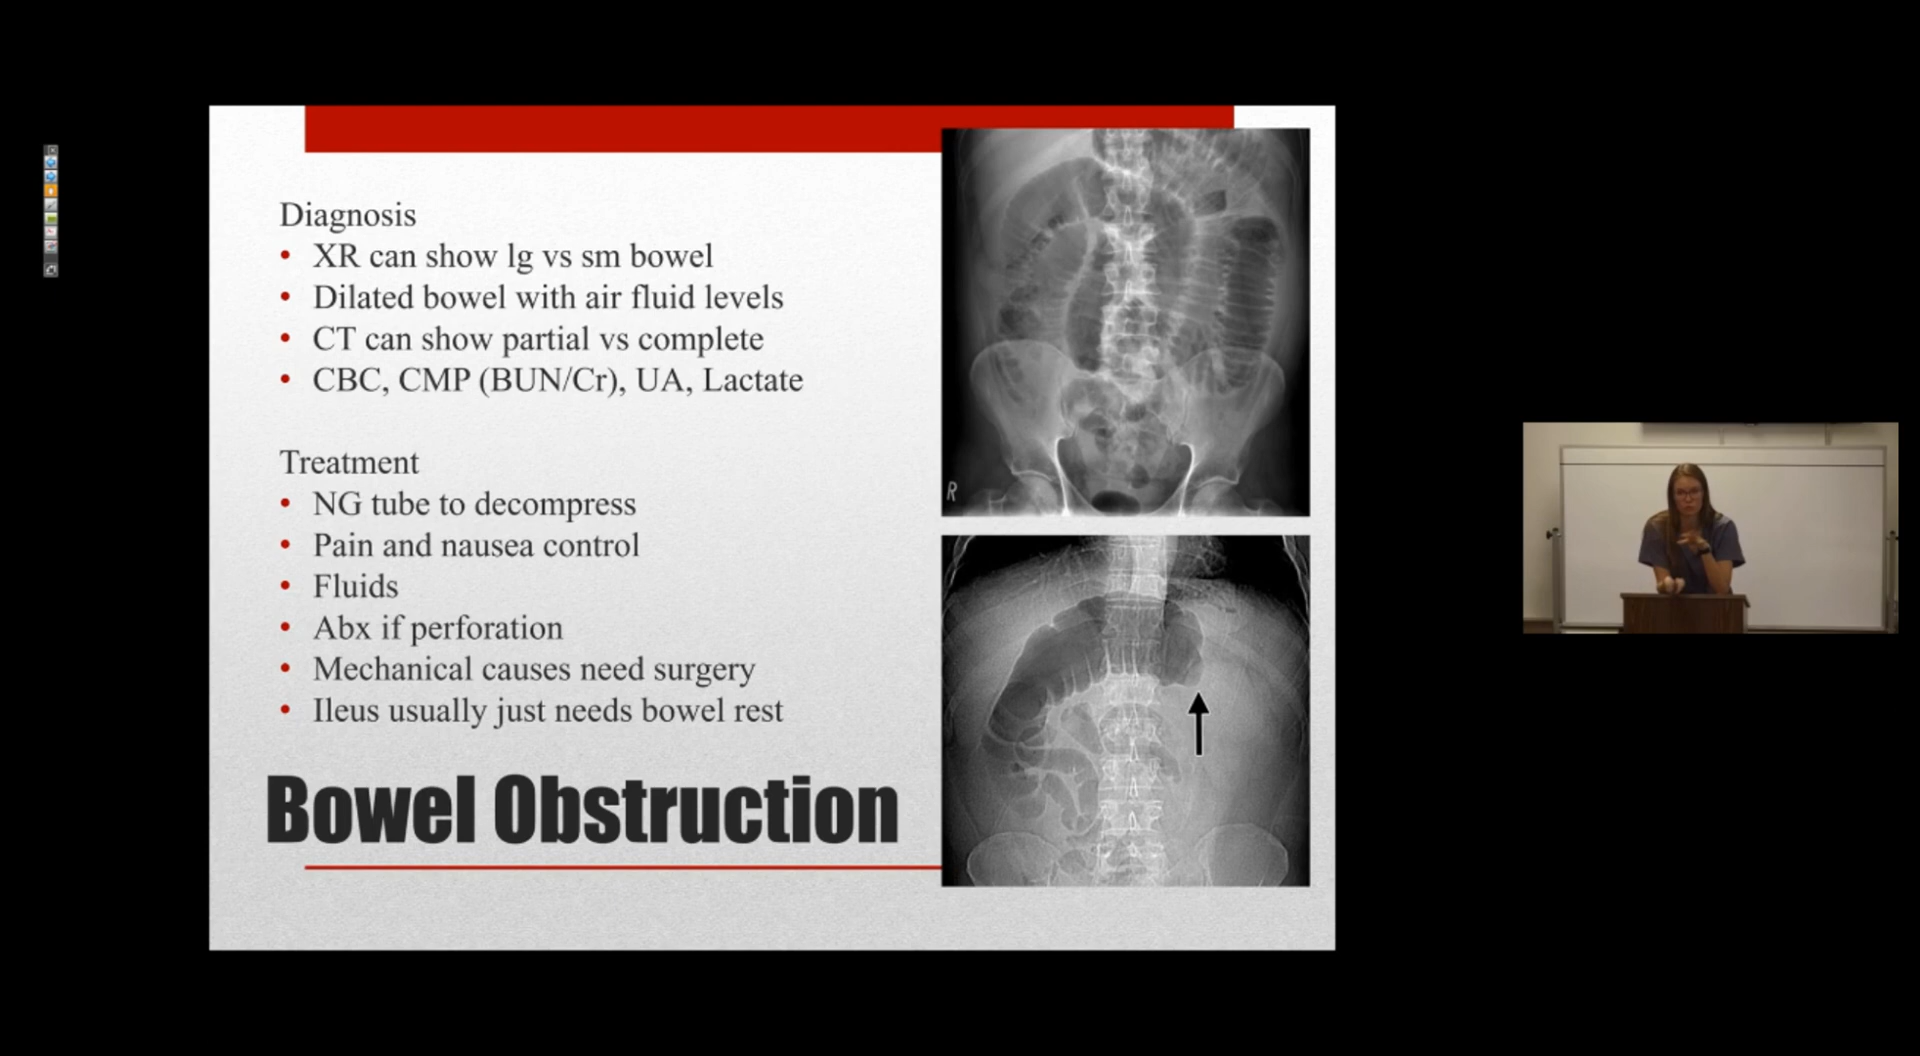 Diagnosis
• XR can show lg vs sm bowel
• Dilated bowel with air fluid levels
• CT can show partial vs complete
• CBC, CMP (BUN/Cr), UA, Lactate
Treatment
• NG tube to decompress
• Pain and nausea control
• Fluids
• Abx if perforation
• Mechanical causes need surgery
• Ileus usually just needs bowel rest
Bowel Obstruction
R